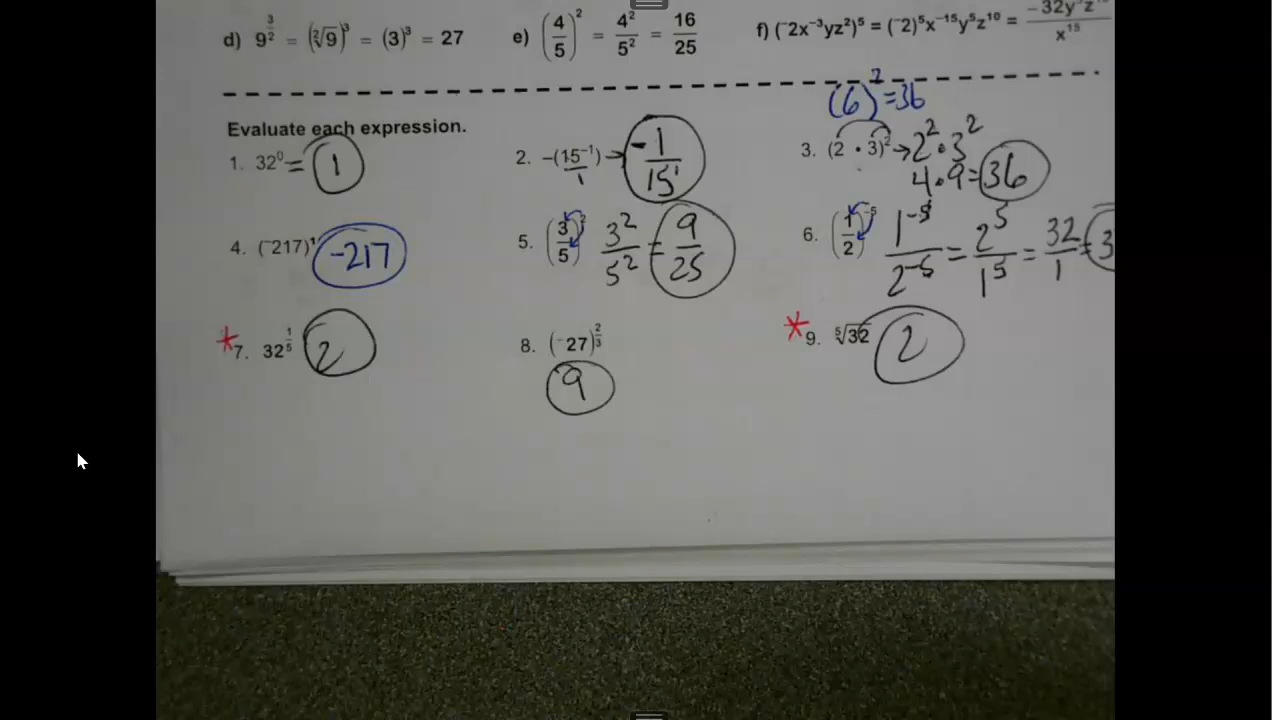 d) 9^(3/2) = (²√9)³ = (3)³ = 27 e) (4/5)² = 4²/5² = 16/25 f) (⁻2x⁻³yz²)⁵ = (⁻2)⁵x⁻¹⁵y⁵z¹⁰ = −32y⁵z¹⁰/x¹⁵
(6)² = 36
Evaluate each expression.
1. 32⁰ = 1 2. −(15⁻¹)/1 → −1/15¹ 3. (2 • 3)² → 2² • 3²
4 • 9 = 36
4. (⁻217)¹ −217 5. (3/5)² 3²/5² = 9/25 6. (1/2)⁻⁵ 1⁻⁵/2⁻⁵ = 2⁵/1⁵ = 32/1 = 3
*7. 32^(1/5) 2 8. (⁻27)^(2/3) *9. ⁵√32 2
9